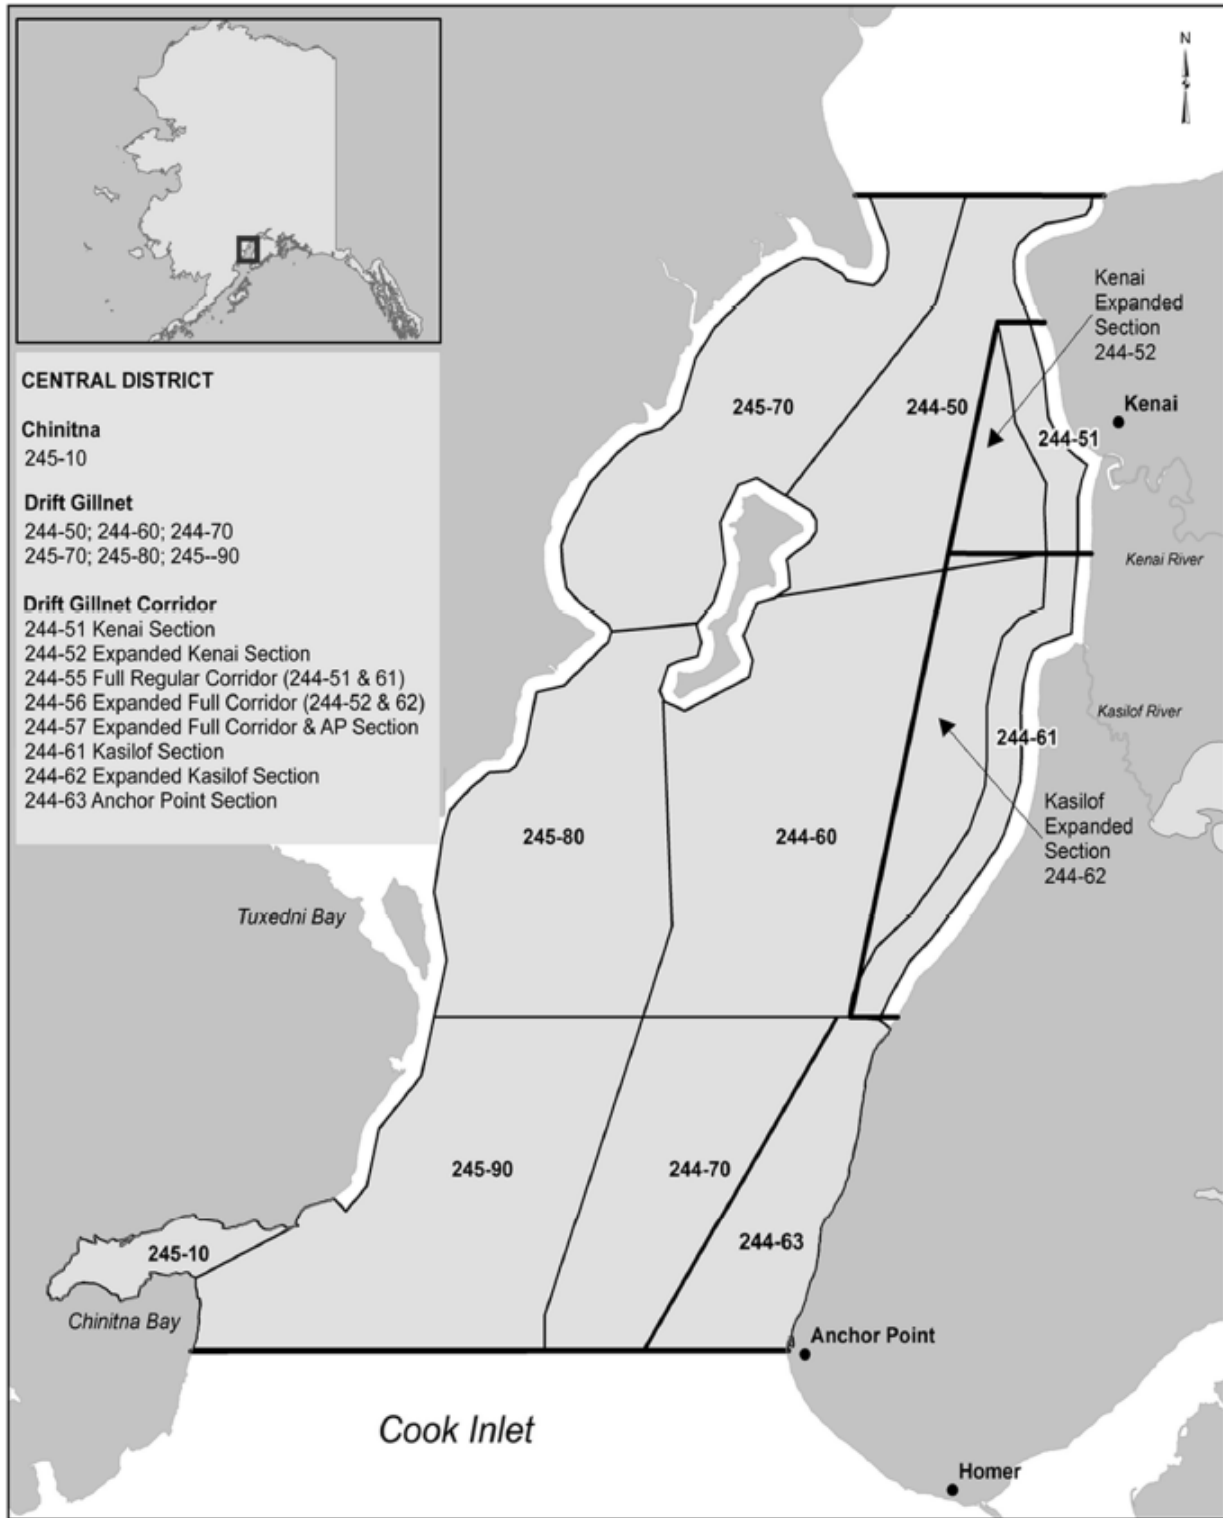 N
CENTRAL DISTRICT
Chinitna
245-10
Drift Gillnet
244-50; 244-60; 244-70
245-70; 245-80; 245--90
Drift Gillnet Corridor
244-51 Kenai Section
244-52 Expanded Kenai Section
244-55 Full Regular Corridor (244-51 & 61)
244-56 Expanded Full Corridor (244-52 & 62)
244-57 Expanded Full Corridor & AP Section
244-61 Kasilof Section
244-62 Expanded Kasilof Section
244-63 Anchor Point Section
Kenai
Expanded
Section
244-52
Kenai
245-70
244-50
244-51
Kenai River
Kasilof River
244-61
Kasilof
Expanded
Section
244-62
245-80
244-60
Tuxedni Bay
245-90
244-70
244-63
245-10
Chinitna Bay
Anchor Point
Cook Inlet
Homer